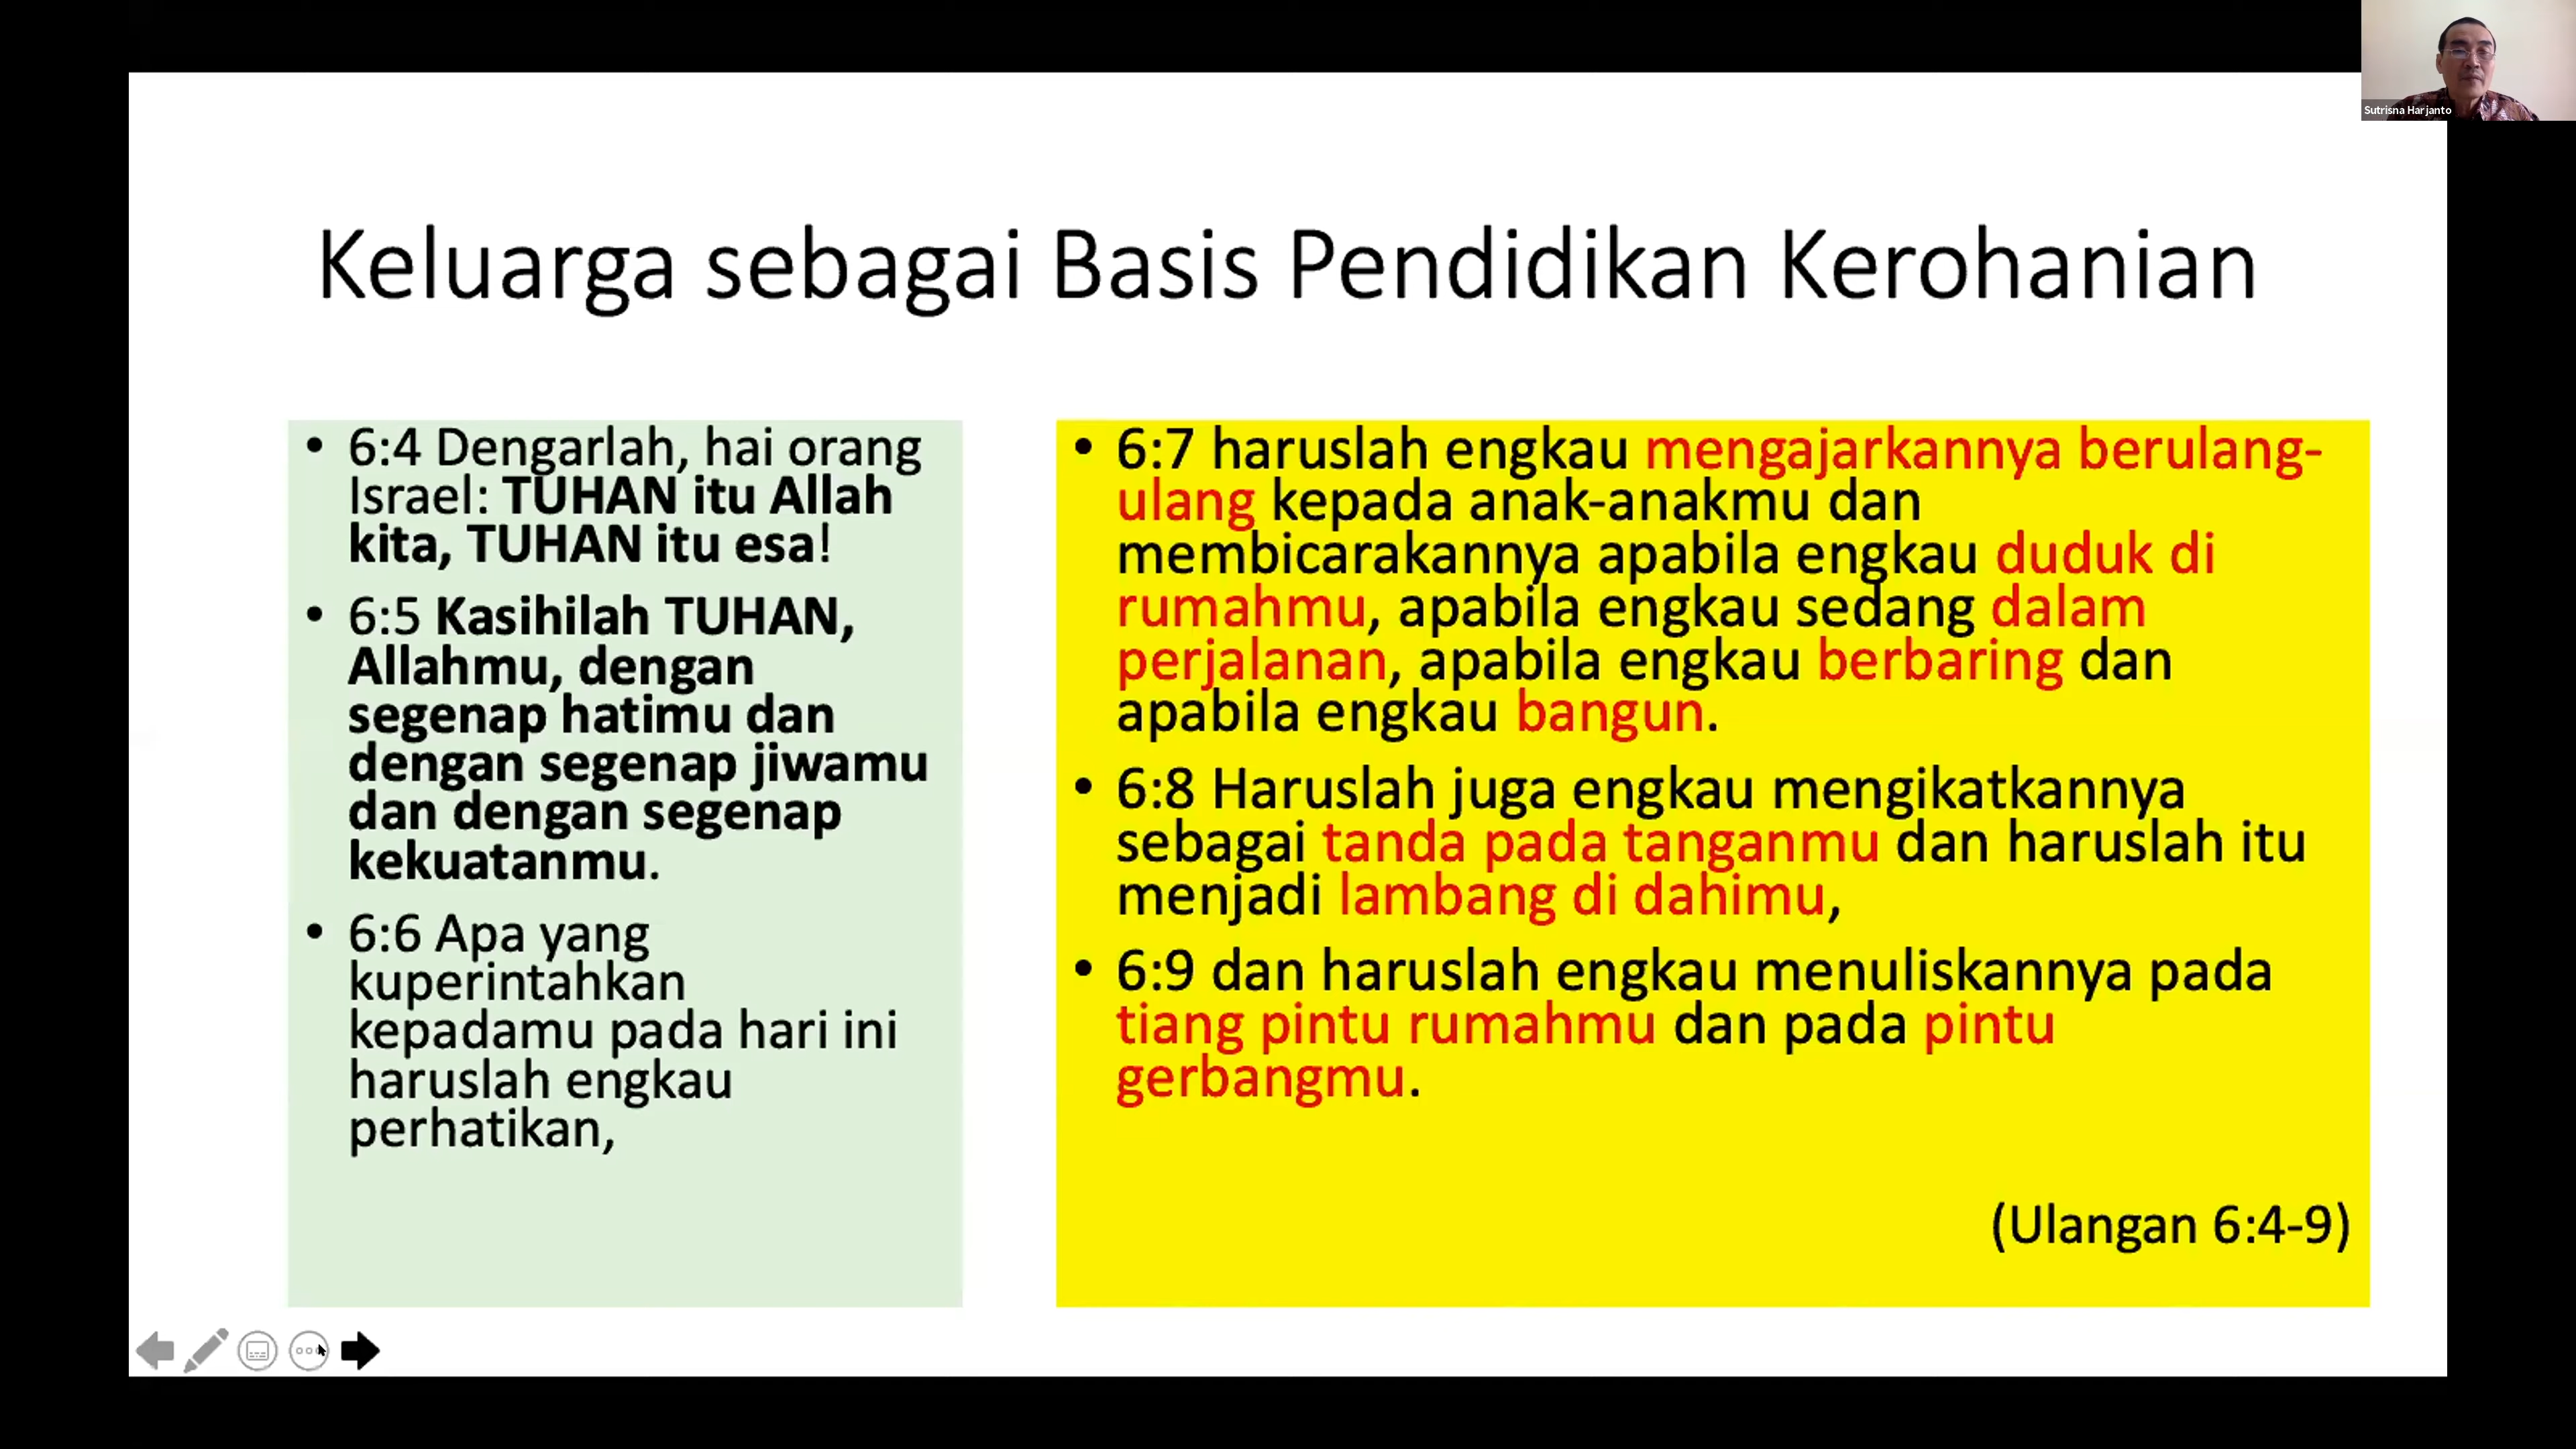 Sutrisna Harjanto
Keluarga sebagai Basis Pendidikan Kerohanian
• 6:4 Dengarlah, hai orang
Israel: TUHAN itu Allah
kita, TUHAN itu esa!
• 6:5 Kasihilah TUHAN,
Allahmu, dengan
segenap hatimu dan
dengan segenap jiwamu
dan dengan segenap
kekuatanmu.
• 6:6 Apa yang
kuperintahkan
kepadamu pada hari ini
haruslah engkau
perhatikan,
• 6:7 haruslah engkau mengajarkannya berulang-
ulang kepada anak-anakmu dan
membicarakannya apabila engkau duduk di
rumahmu, apabila engkau sedang dalam
perjalanan, apabila engkau berbaring dan
apabila engkau bangun.
• 6:8 Haruslah juga engkau mengikatkannya
sebagai tanda pada tanganmu dan haruslah itu
menjadi lambang di dahimu,
• 6:9 dan haruslah engkau menuliskannya pada
tiang pintu rumahmu dan pada pintu
gerbangmu.
(Ulangan 6:4-9)